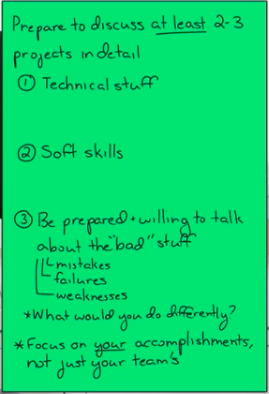 Prepare to discuss at least 2-3
projects in detail
① Technical stuff
② Soft skills
③ Be prepared + willing to talk
about the "bad" stuff
mistakes
failures
weaknesses
*What would you do differently?
*Focus on your accomplishments,
not just your team's